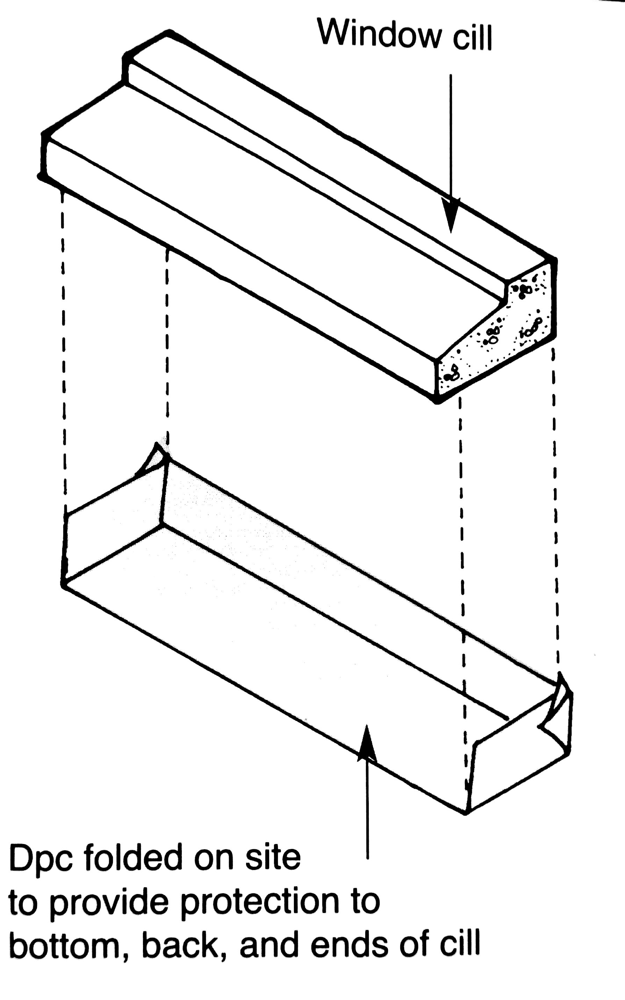 Window cill
Dpc folded on site
to provide protection to
bottom, back, and ends of cill